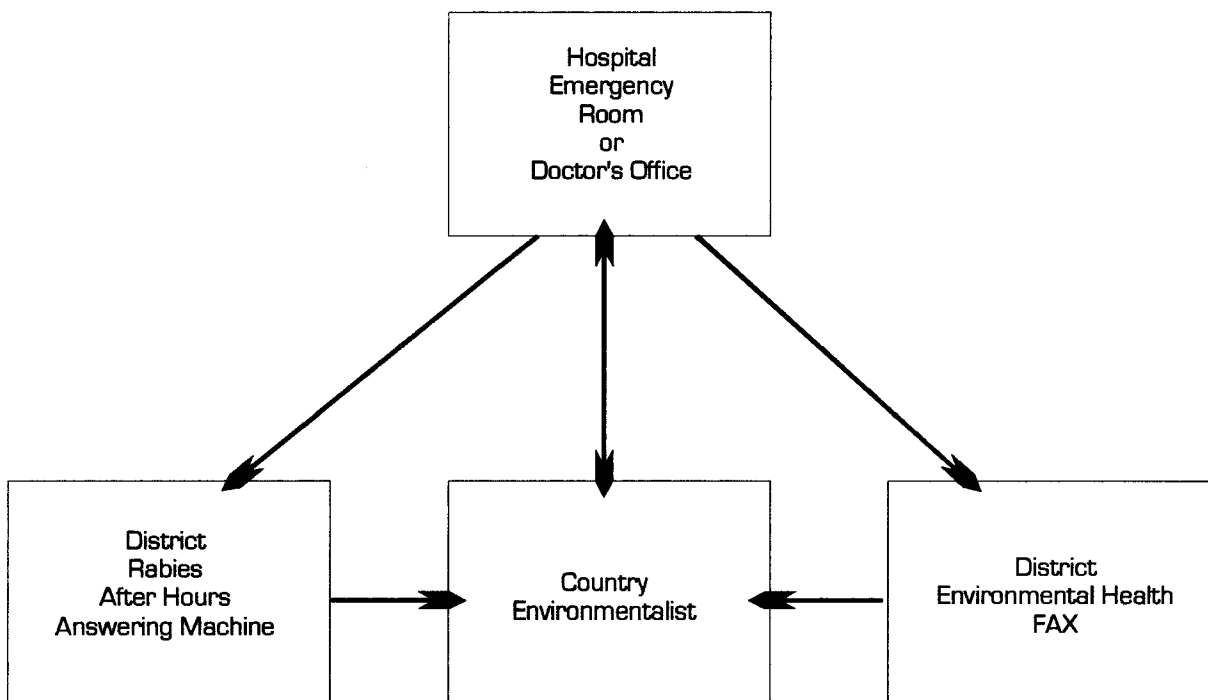 Hospital
Emergency
Room
or
Doctor's Office
District
Rabies
After Hours
Answering Machine
Country
Environmentalist
District
Environmental Health
FAX